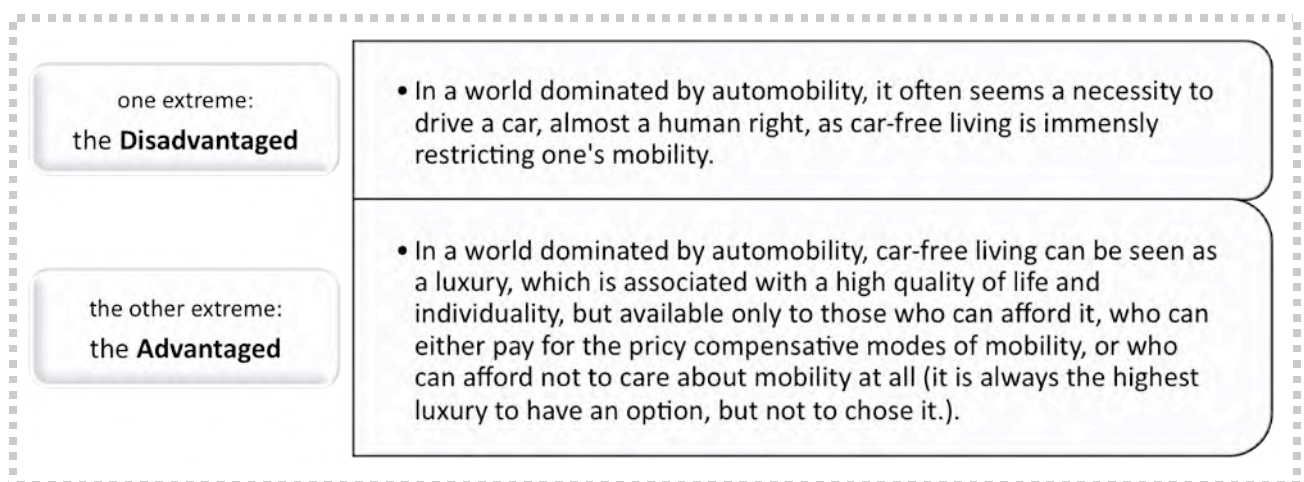 one extreme:
the Disadvantaged
• In a world dominated by automobility, it often seems a necessity to
drive a car, almost a human right, as car-free living is immensly
restricting one's mobility.
the other extreme:
the Advantaged
• In a world dominated by automobility, car-free living can be seen as
a luxury, which is associated with a high quality of life and
individuality, but available only to those who can afford it, who can
either pay for the pricy compensative modes of mobility, or who
can afford not to care about mobility at all (it is always the highest
luxury to have an option, but not to chose it.).